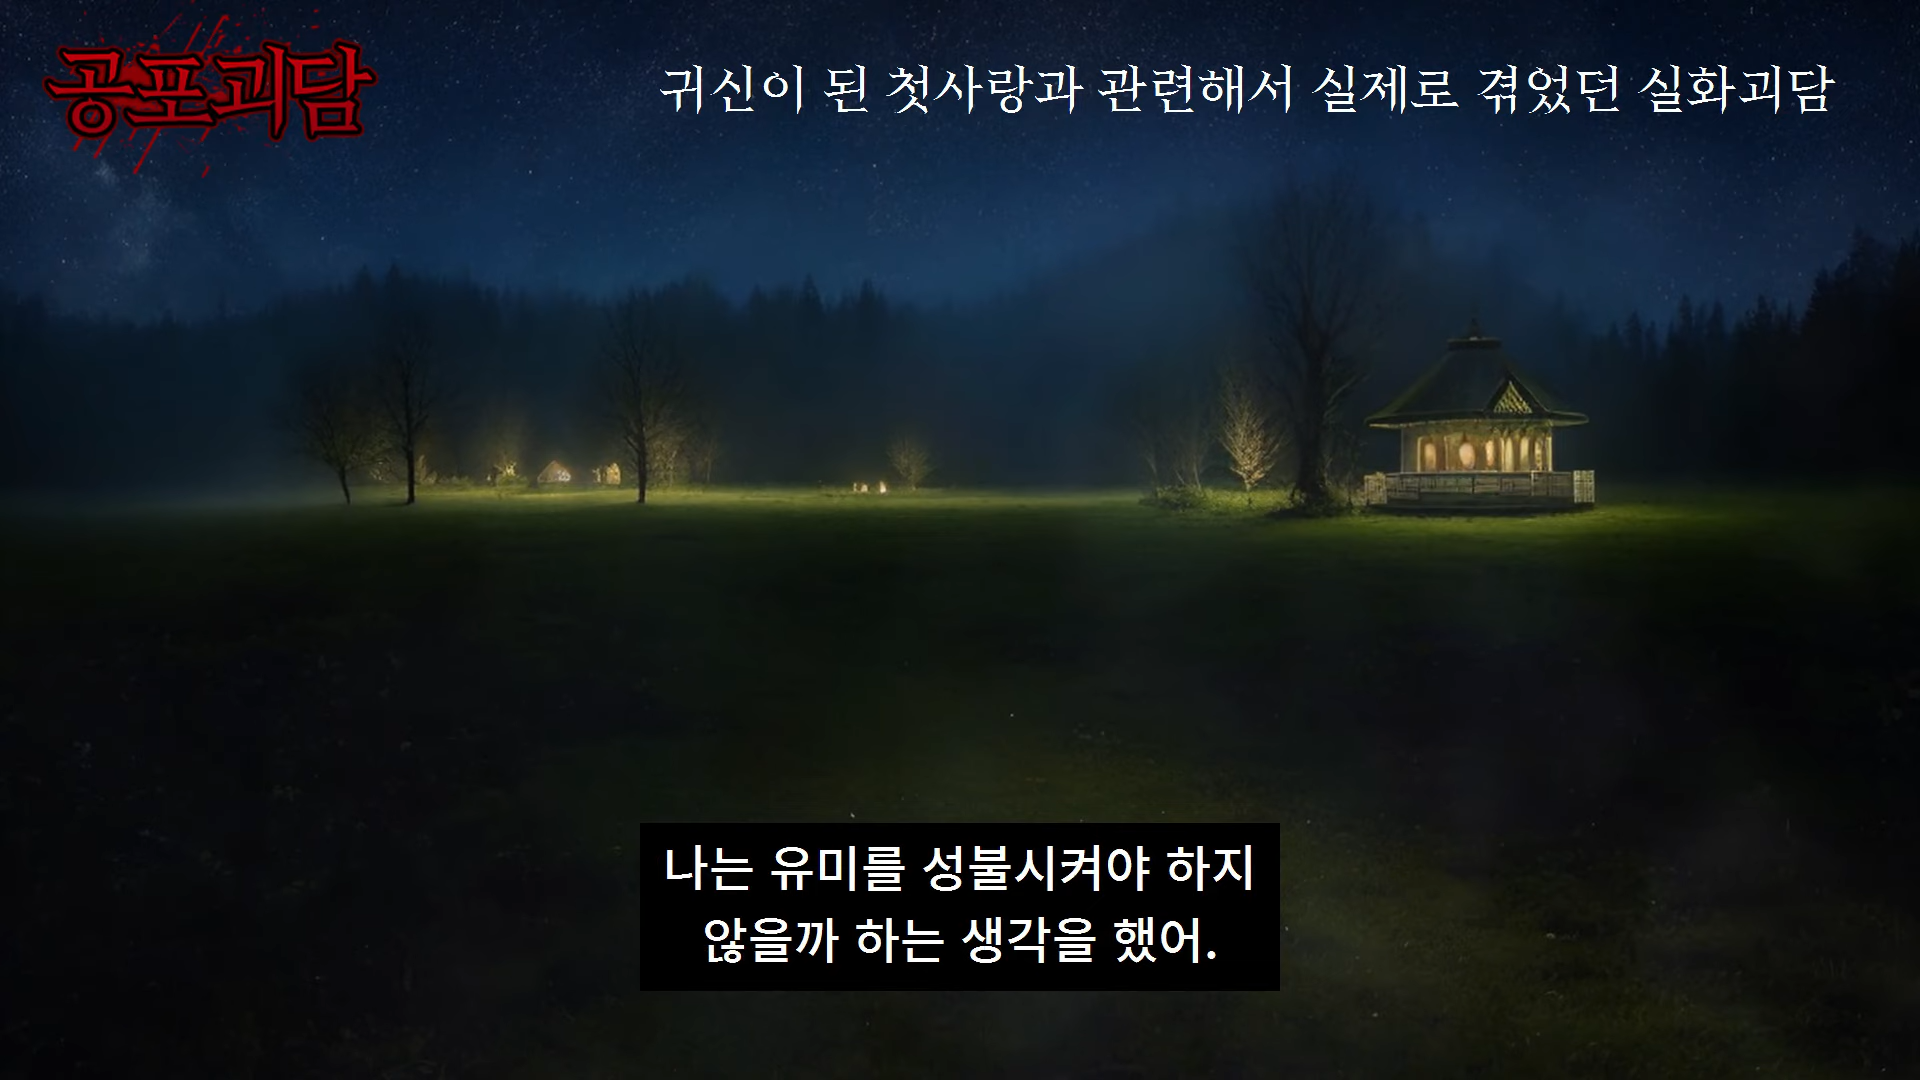 공포괴담
귀신이 된 첫사랑과 관련해서 실제로 겪었던 실화괴담
나는 유미를 성불시켜야 하지
않을까 하는 생각을 했어.